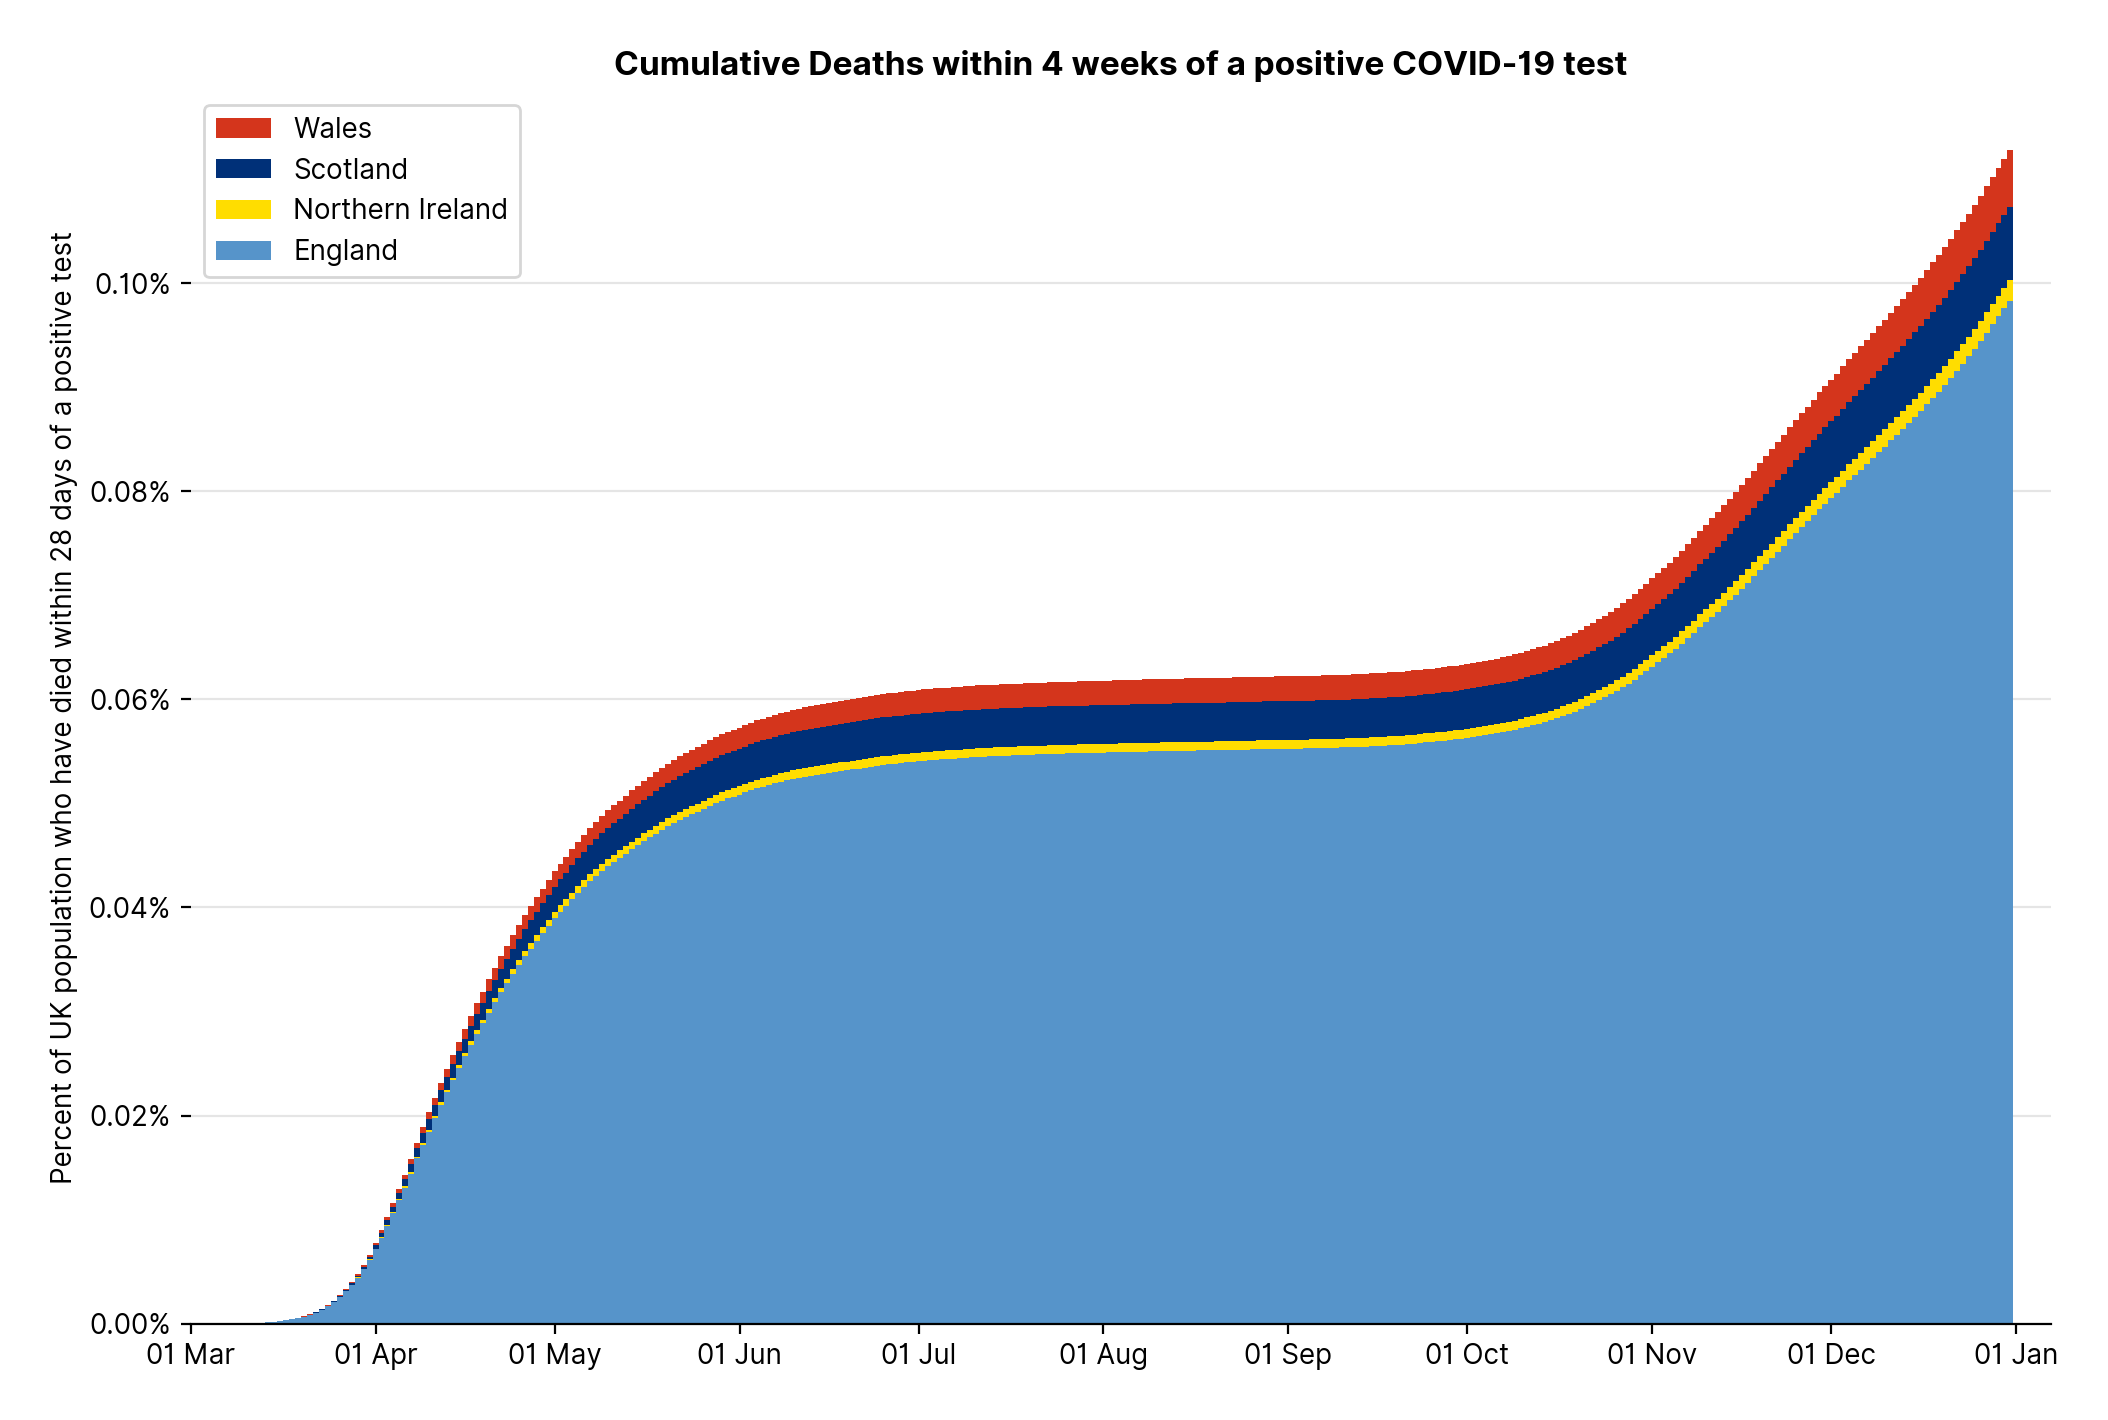 Cumulative Deaths within 4 weeks of a positive COVID-19 test
Wales
Scotland
Northern Ireland
England
Percent of UK population who have died within 28 days of a positive test
0.10%
0.08%
0.06%
0.04%
0.02%
0.00%
01 Mar 01 Apr 01 May 01 Jun 01 Jul 01 Aug 01 Sep 01 Oct 01 Nov 01 Dec 01 Jan